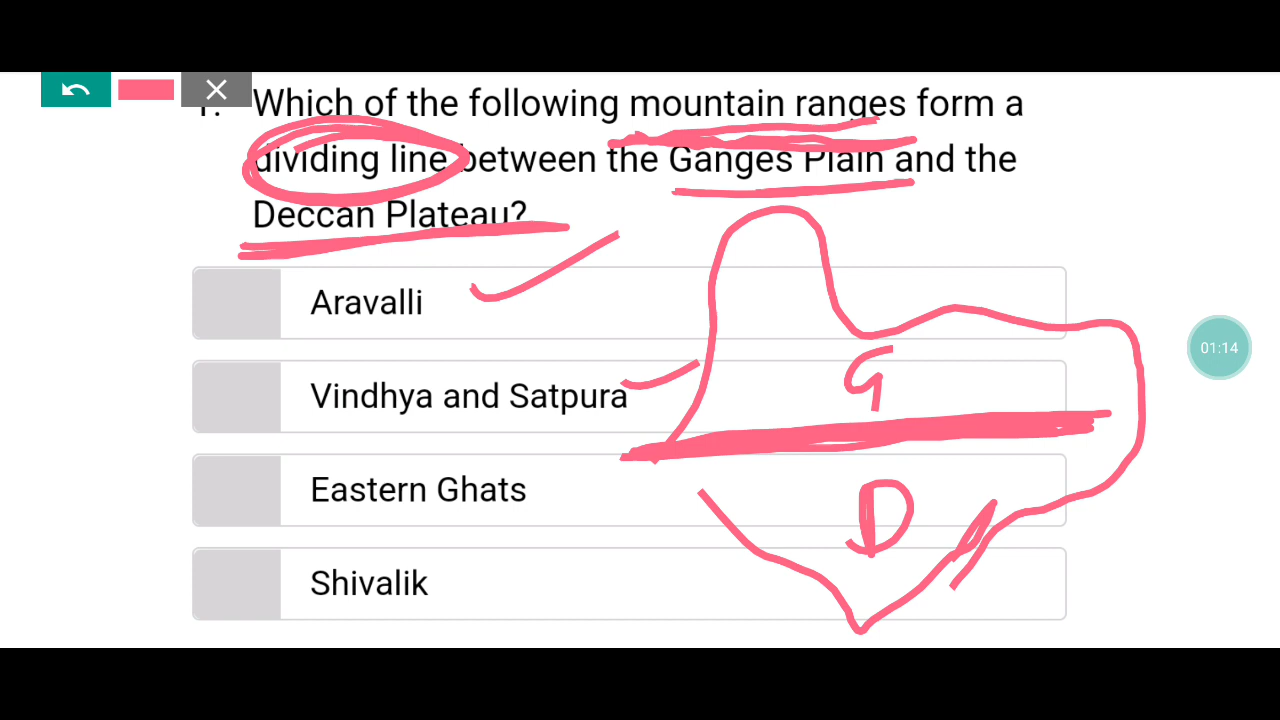 1. Which of the following mountain ranges form a
dividing line between the Ganges Plain and the
Deccan Plateau?
Aravalli
Vindhya and Satpura
Eastern Ghats
Shivalik
G
D
01:14